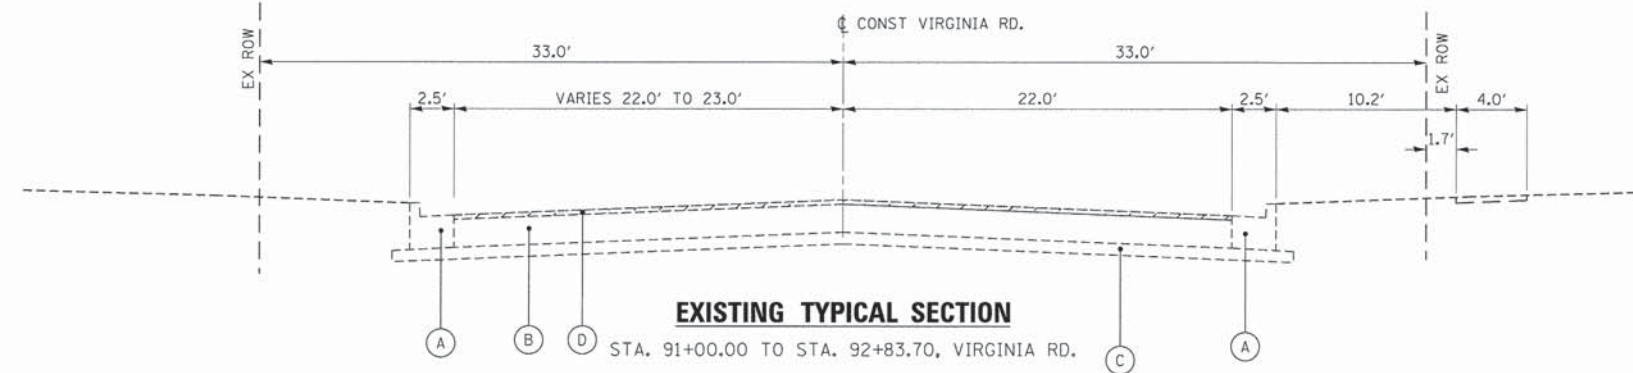 ℄ CONST VIRGINIA RD.
EX ROW
33.0'
33.0'
EX ROW
2.5'
VARIES 22.0' TO 23.0'
22.0'
2.5'
10.2'
4.0'
1.7'
EXISTING TYPICAL SECTION
A
B
D
STA. 91+00.00 TO STA. 92+83.70, VIRGINIA RD.
C
A